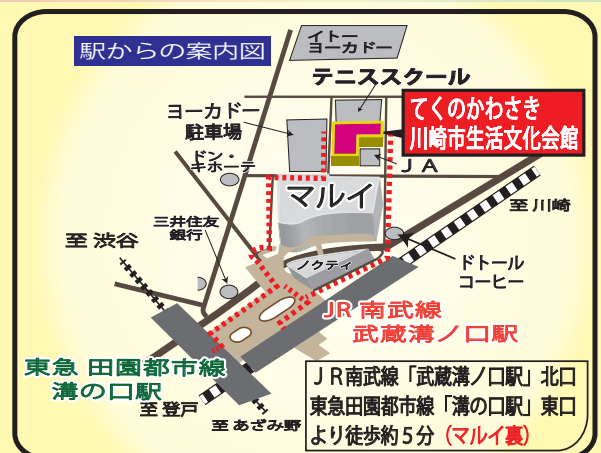 駅からの案内図
イトー
ヨーカドー
テニススクール
ヨーカドー
駐車場
てくのかわさき
川崎市生活文化会館
ドン・
キホーテ
ＪＡ
マルイ
至 川崎
三井住友
銀行
至 渋谷
ノクティ
ドトール
コーヒー
JR 南武線
武蔵溝ノ口駅
東急 田園都市線
溝の口駅
至 登戸
至 あざみ野
ＪＲ南武線「武蔵溝ノ口駅」北口
東急田園都市線「溝の口駅」東口
より徒歩約５分（マルイ裏）